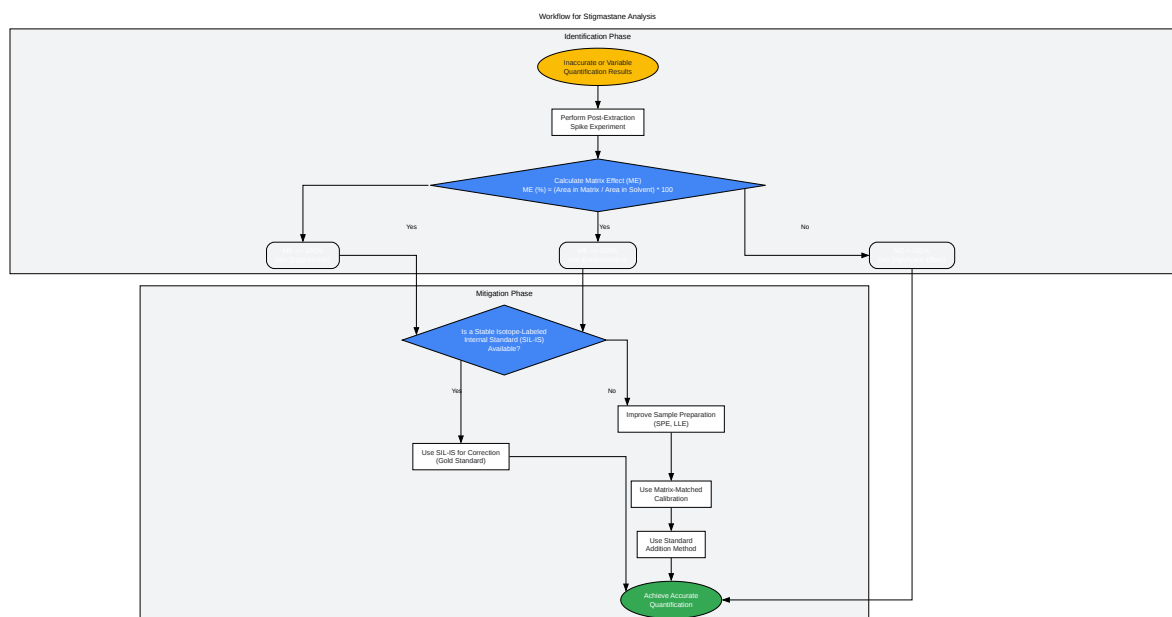 Workflow for Stigmastane Analysis
Identification Phase
Inaccurate or Variable
Quantification Results
Perform Post-Extraction
Spike Experiment
Calculate Matrix Effect (ME)
ME (%) = (Area in Matrix / Area in Solvent) * 100
Yes
Yes
No
Mitigation Phase
Is a Stable Isotope-Labeled
Internal Standard (SIL-IS)
Available?
Yes
No
Improve Sample Preparation
(SPE, LLE)
Use SIL-IS for Correction
(Gold Standard)
Use Matrix-Matched
Calibration
Use Standard
Addition Method
Achieve Accurate
Quantification